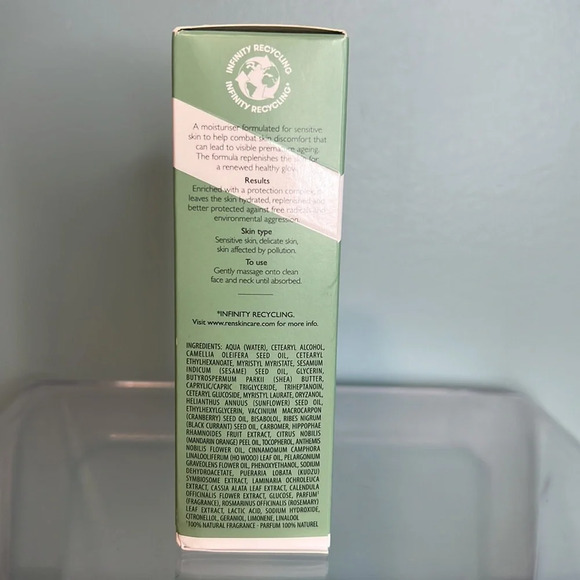 INFINITY RECYCLING
INFINITY RECYCLING*
A moisturiser formulated for sensitive
skin to help combat skin discomfort that
can lead to visible premature ageing.
The formula replenishes the skin for
a renewed healthy glow.
Results
Enriched with a protection complex, it
leaves the skin hydrated, replenished and
better protected against free radicals and
environmental aggression.
Skin type
Sensitive skin, delicate skin,
skin affected by pollution.
To use
Gently massage onto clean
face and neck until absorbed.
*INFINITY RECYCLING.
Visit www.renskincare.com for more info.
INGREDIENTS: AQUA (WATER), CETEARYL ALCOHOL,
CAMELLIA OLEIFERA SEED OIL, CETEARYL
ETHYLHEXANOATE, MYRISTYL MYRISTATE, SESAMUM
INDICUM (SESAME) SEED OIL, GLYCERIN,
BUTYROSPERMUM PARKII (SHEA) BUTTER,
CAPRYLIC/CAPRIC TRIGLYCERIDE, TRIHEPTANOIN,
CETEARYL GLUCOSIDE, MYRISTYL LAURATE, ORYZANOL,
HELIANTHUS ANNUUS (SUNFLOWER) SEED OIL,
ETHYLHEXYLGLYCERIN, VACCINIUM MACROCARPON
(CRANBERRY) SEED OIL, BISABOLOL, RIBES NIGRUM
(BLACK CURRANT) SEED OIL, CARBOMER, HIPPOPHAE
RHAMNOIDES FRUIT EXTRACT, CITRUS NOBILIS
(MANDARIN ORANGE) PEEL OIL, TOCOPHEROL, ANTHEMIS
NOBILIS FLOWER OIL, CINNAMOMUM CAMPHORA
LINALOOLIFERUM (HO WOOD) LEAF OIL, PELARGONIUM
GRAVEOLENS FLOWER OIL, PHENOXYETHANOL, SODIUM
DEHYDROACETATE, PUERARIA LOBATA (KUDZU)
SYMBIOSOME EXTRACT, LAMINARIA OCHROLEUCA
EXTRACT, CASSIA ALATA LEAF EXTRACT, CALENDULA
OFFICINALIS FLOWER EXTRACT, GLUCOSE, PARFUM¹
(FRAGRANCE), ROSMARINUS OFFICINALIS (ROSEMARY)
LEAF EXTRACT, LACTIC ACID, SODIUM HYDROXIDE,
CITRONELLOL, GERANIOL, LIMONENE, LINALOOL
¹100% NATURAL FRAGRANCE · PARFUM 100% NATUREL